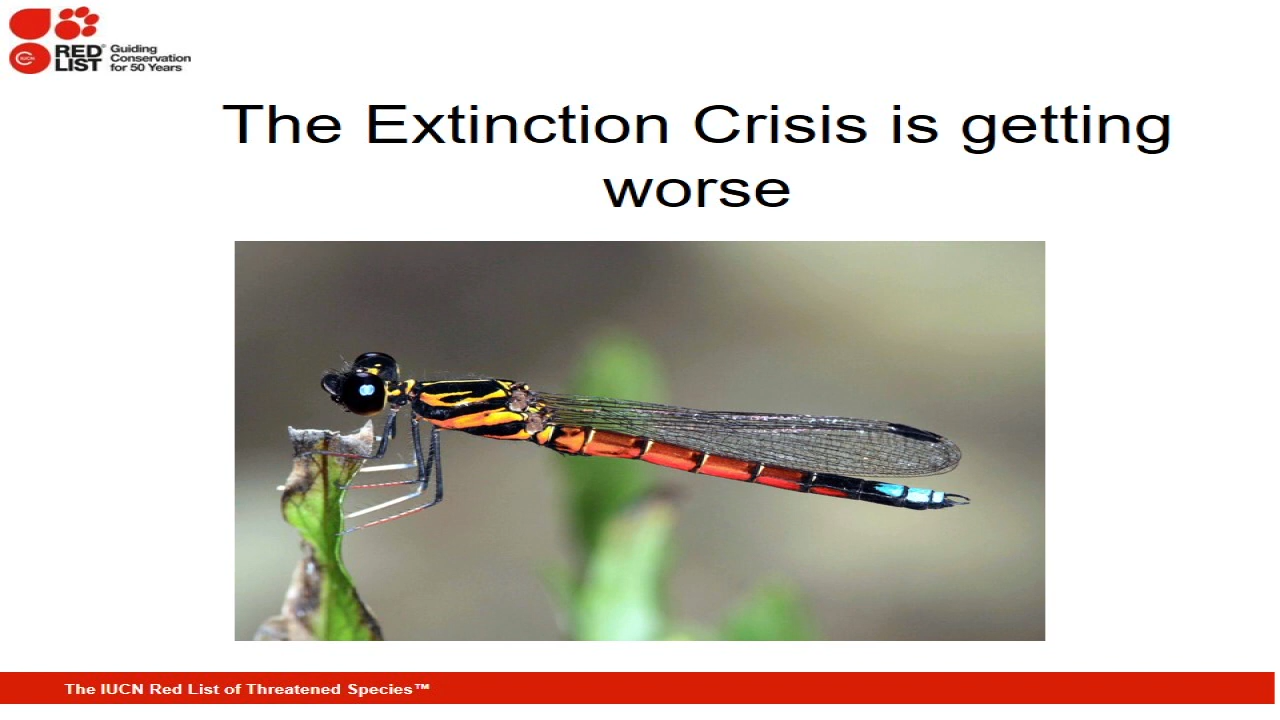 RED® Guiding
LIST Conservation
for 50 Years
IUCN
The Extinction Crisis is getting
worse
The IUCN Red List of Threatened Species™